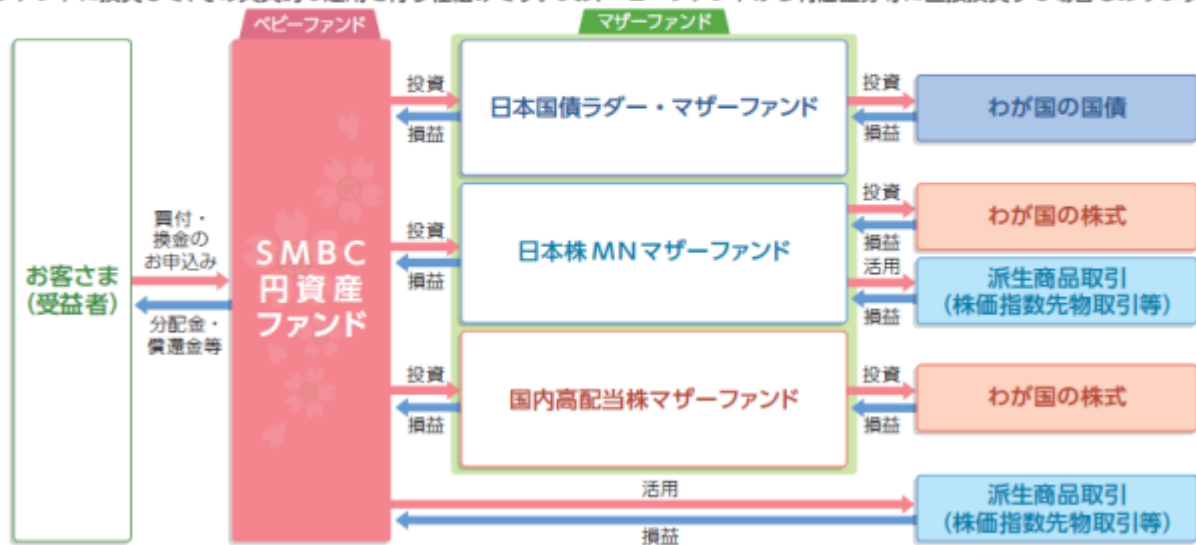 ベビーファンド
マザーファンド
お客さま
(受益者)
買付・
換金の
お申込み
分配金・
償還金等
SMBC
円資産
ファンド
投資
損益
日本国債ラダー・マザーファンド
投資
損益
わが国の国債
投資
損益
日本株MNマザーファンド
投資
損益
わが国の株式
活用
損益
派生商品取引
(株価指数先物取引等)
投資
損益
国内高配当株マザーファンド
投資
損益
わが国の株式
活用
損益
派生商品取引
(株価指数先物取引等)